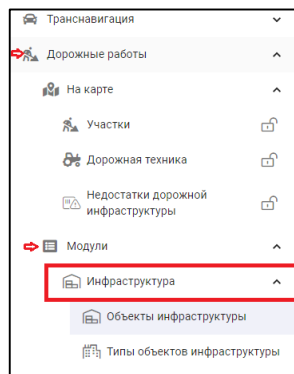 Транснавигация
Дорожные работы
На карте
Участки
Дорожная техника
Недостатки дорожной
инфраструктуры
Модули
Инфраструктура
Объекты инфраструктуры
Типы объектов инфраструктуры